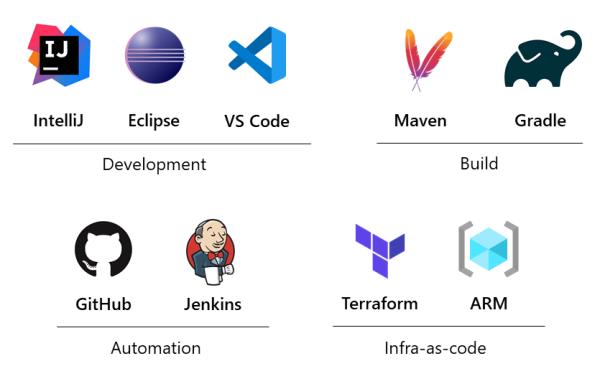 IJ
IntelliJ Eclipse VS Code
Development
Maven Gradle
Build
GitHub Jenkins
Automation
Terraform ARM
Infra-as-code